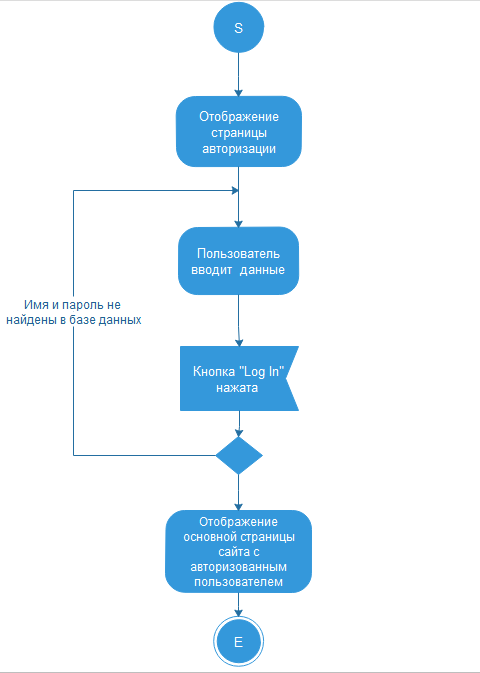 S
Отображение
страницы
авторизации
Пользователь
вводит данные
Имя и пароль не
найдены в базе данных
Кнопка "Log In"
нажата
Отображение
основной страницы
сайта с
авторизованным
пользователем
E